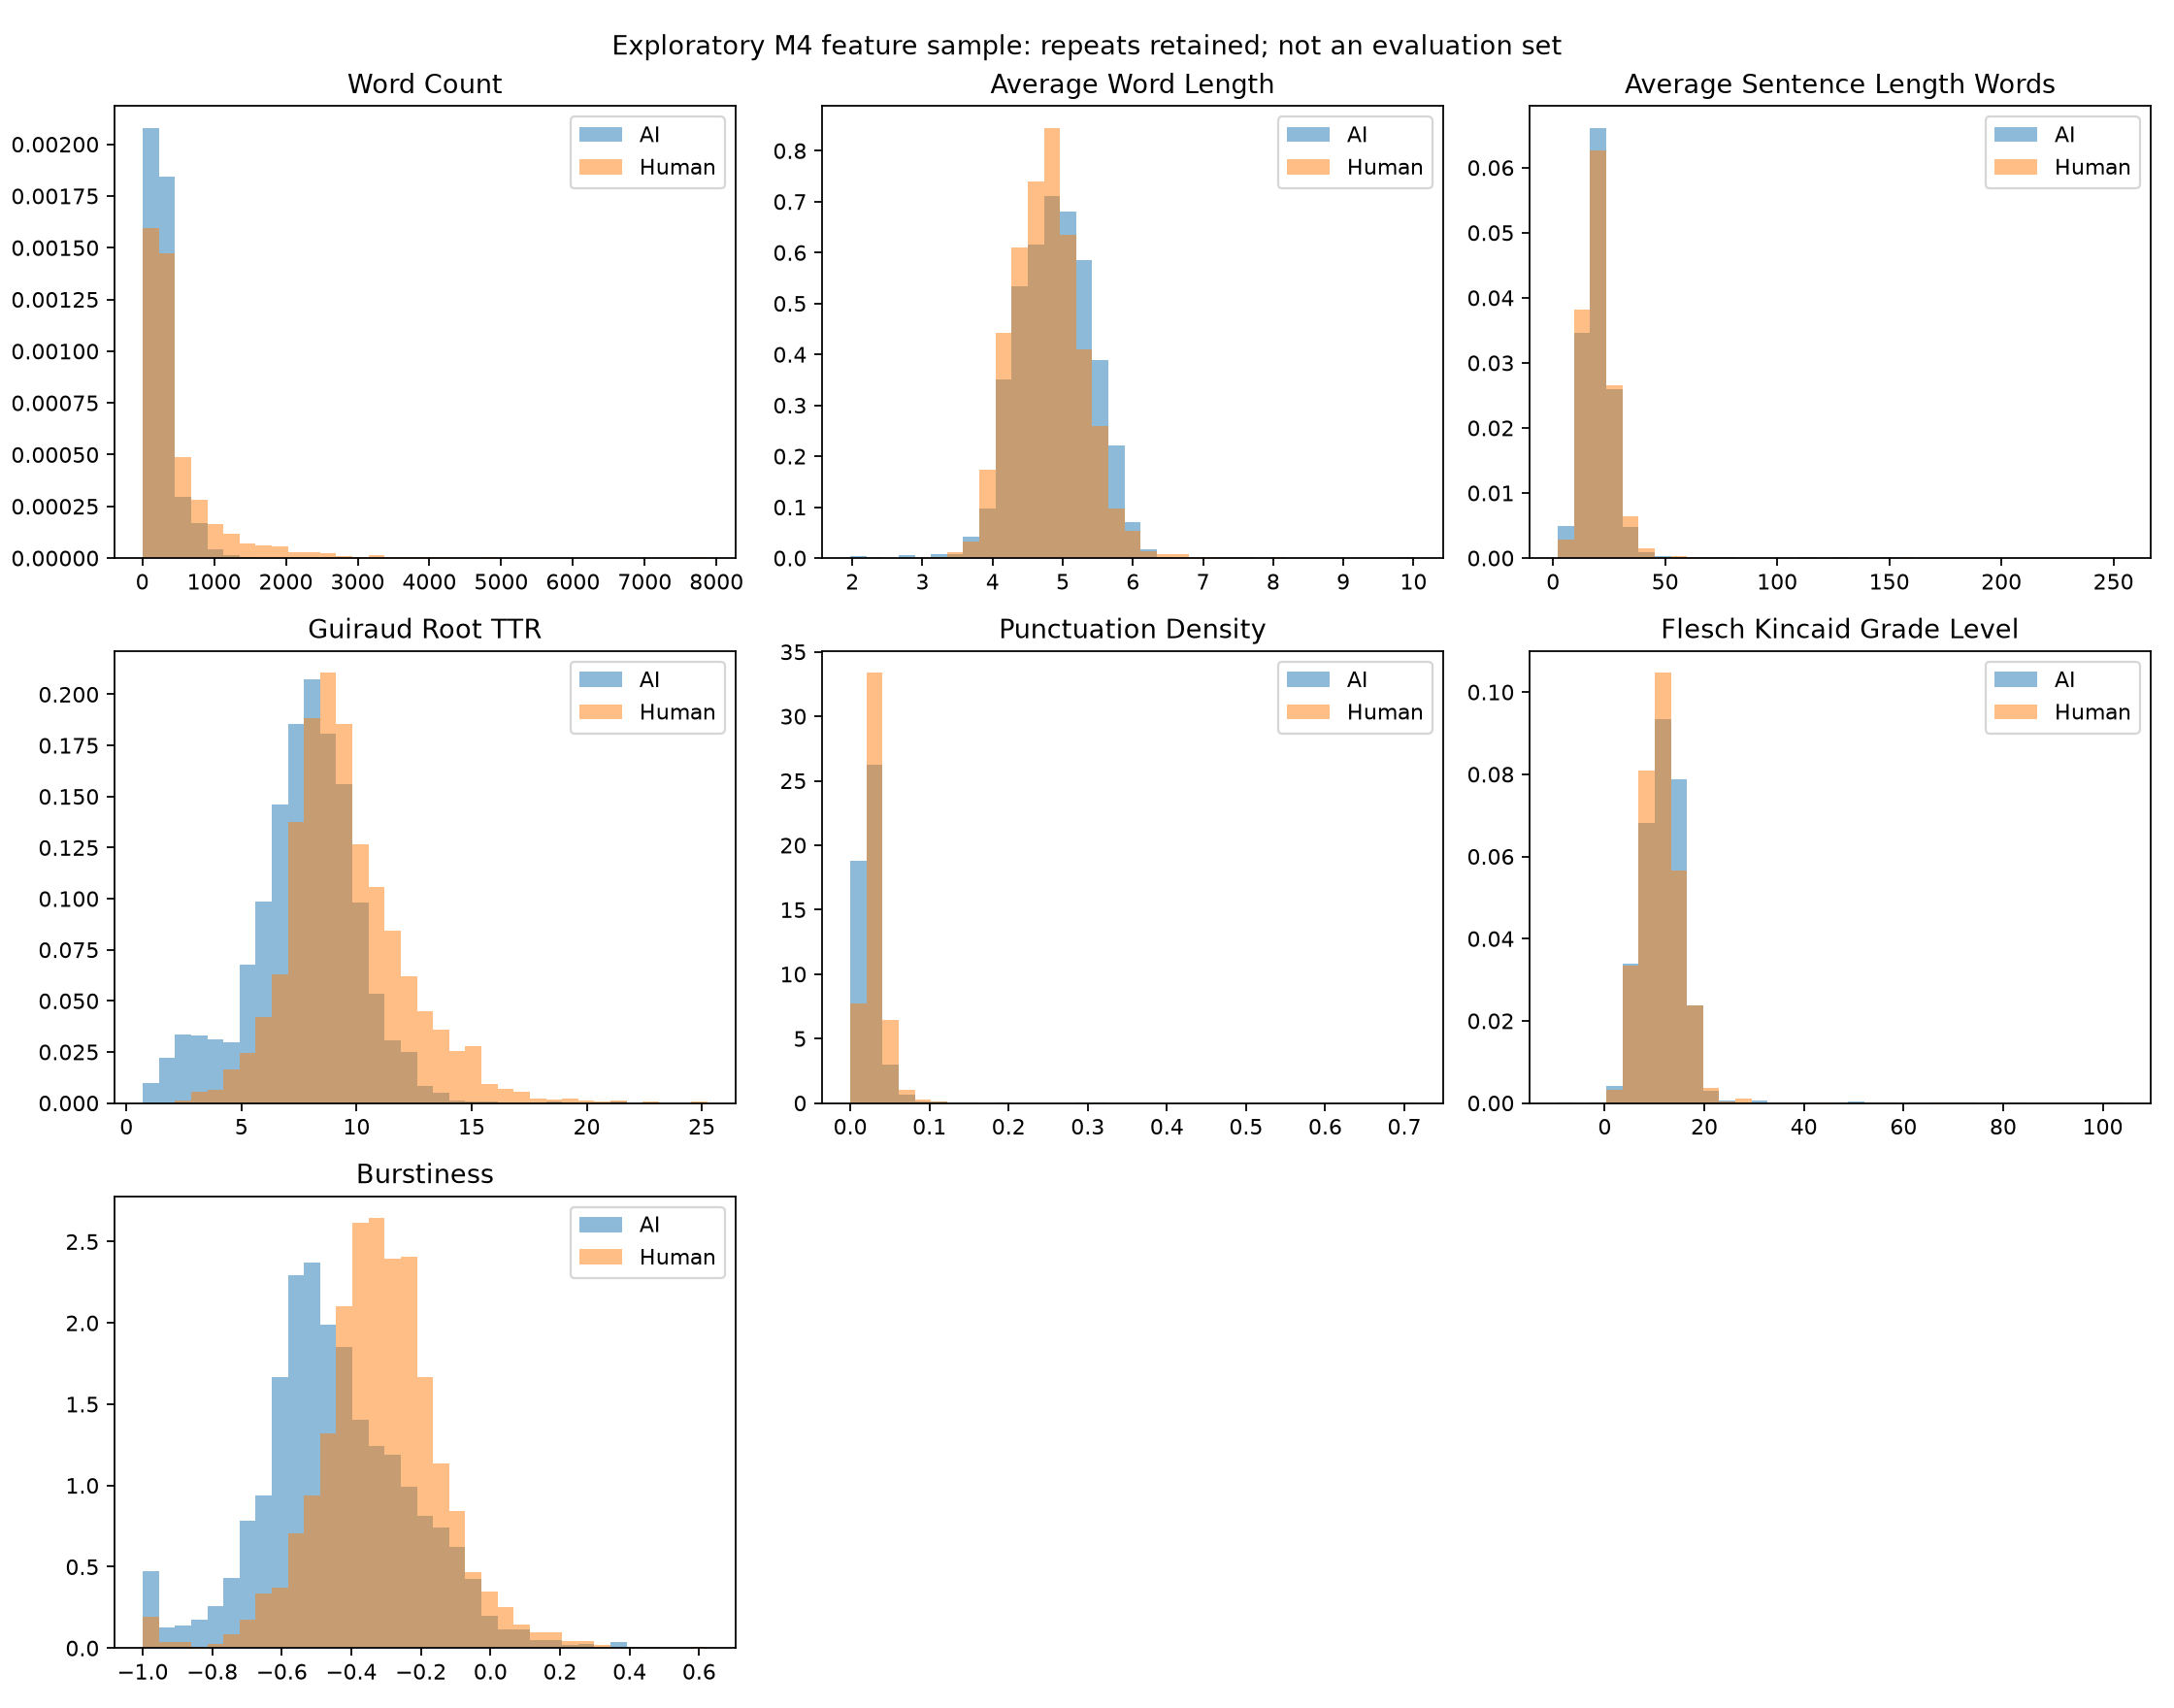 Exploratory M4 feature sample: repeats retained; not an evaluation set
Word Count
0.00200
0.00175
0.00150
0.00125
0.00100
0.00075
0.00050
0.00025
0.00000
0 1000 2000 3000 4000 5000 6000 7000 8000
AI
Human
Average Word Length
0.8
0.7
0.6
0.5
0.4
0.3
0.2
0.1
0.0
2 3 4 5 6 7 8 9 10
AI
Human
Average Sentence Length Words
0.06
0.05
0.04
0.03
0.02
0.01
0.00
0 50 100 150 200 250
AI
Human
Guiraud Root TTR
0.200
0.175
0.150
0.125
0.100
0.075
0.050
0.025
0.000
0 5 10 15 20 25
AI
Human
Punctuation Density
35
30
25
20
15
10
5
0
0.0 0.1 0.2 0.3 0.4 0.5 0.6 0.7
AI
Human
Flesch Kincaid Grade Level
0.10
0.08
0.06
0.04
0.02
0.00
0 20 40 60 80 100
AI
Human
Burstiness
2.5
2.0
1.5
1.0
0.5
0.0
−1.0 −0.8 −0.6 −0.4 −0.2 0.0 0.2 0.4 0.6
AI
Human